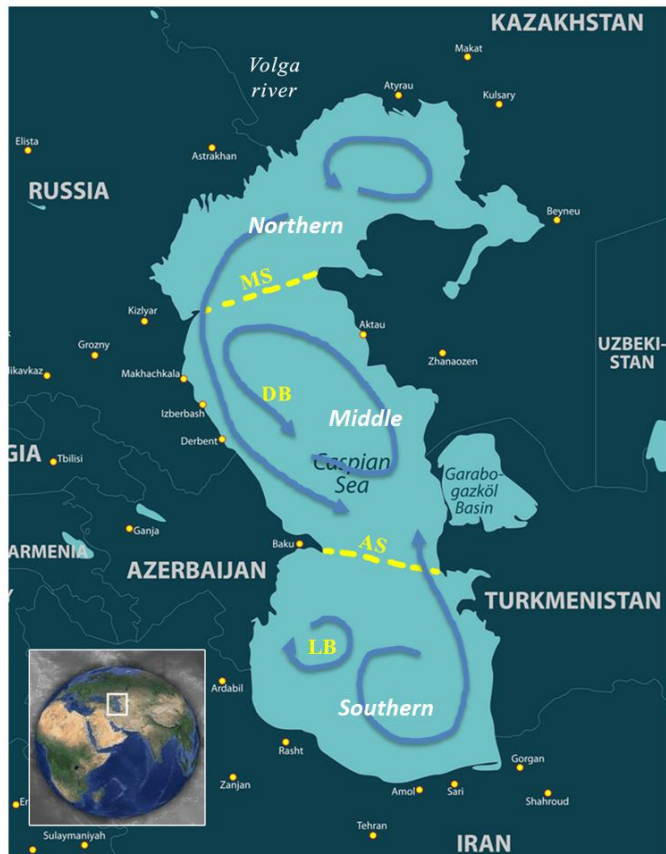 KAZAKHSTAN
Makat
Volga
river
Atyrau
Kulsary
Elista
Astrakhan
RUSSIA
Northern
Beyneu
MS
Kizlyar
Aktau
UZBEKI-
STAN
Grozny
Zhanaozen
likavkaz
Makhachkala
DB
Izberbash
Middle
Derbent
GIA
Tbilisi
Caspian
Sea
Garabo-
gazköl
Basin
Ganja
Baku
AS
ARMENIA
AZERBAIJAN
TURKMENISTAN
LB
Ardabil
Southern
Rasht
Gorgan
Zanjan
Amol
Sari
Shahroud
Er
Tehran
Sulaymaniyah
IRAN